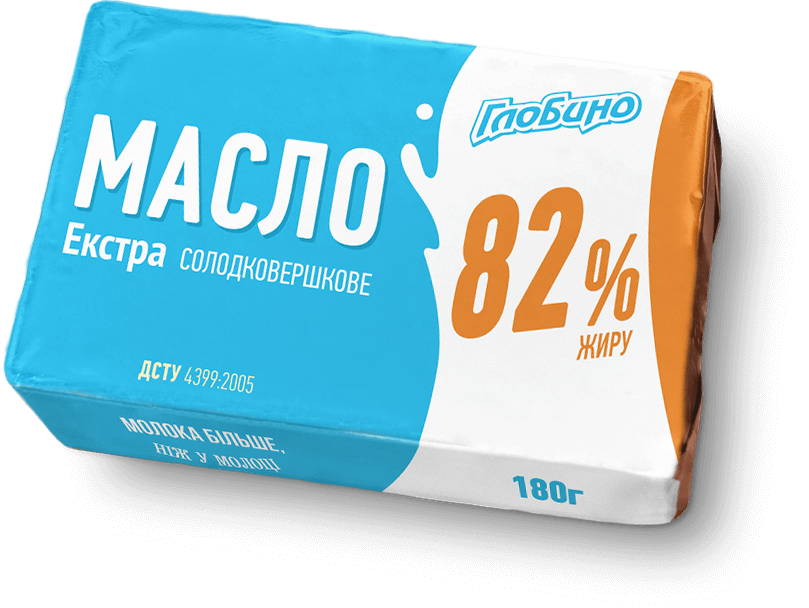 Глобино
МАСЛО
Екстра СОЛОДКОВЕРШКОВЕ
82%
ЖИРУ
ДСТУ 4399:2005
МОЛОКА БІЛЬШЕ,
НІЖ У МОЛОЦІ
180г